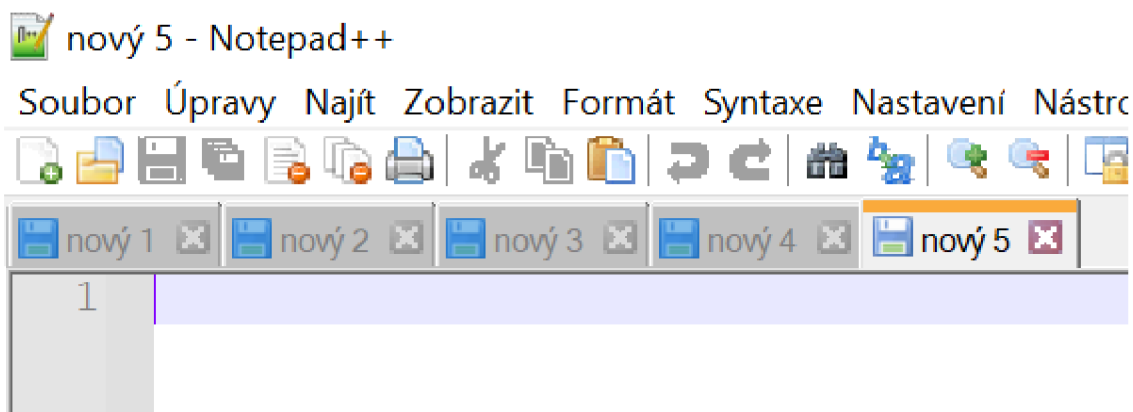 nový 5 - Notepad++
Soubor Úpravy Najít Zobrazit Formát Syntaxe Nastavení
nový 1 nový 2 nový 3 nový 4 nový 5
1